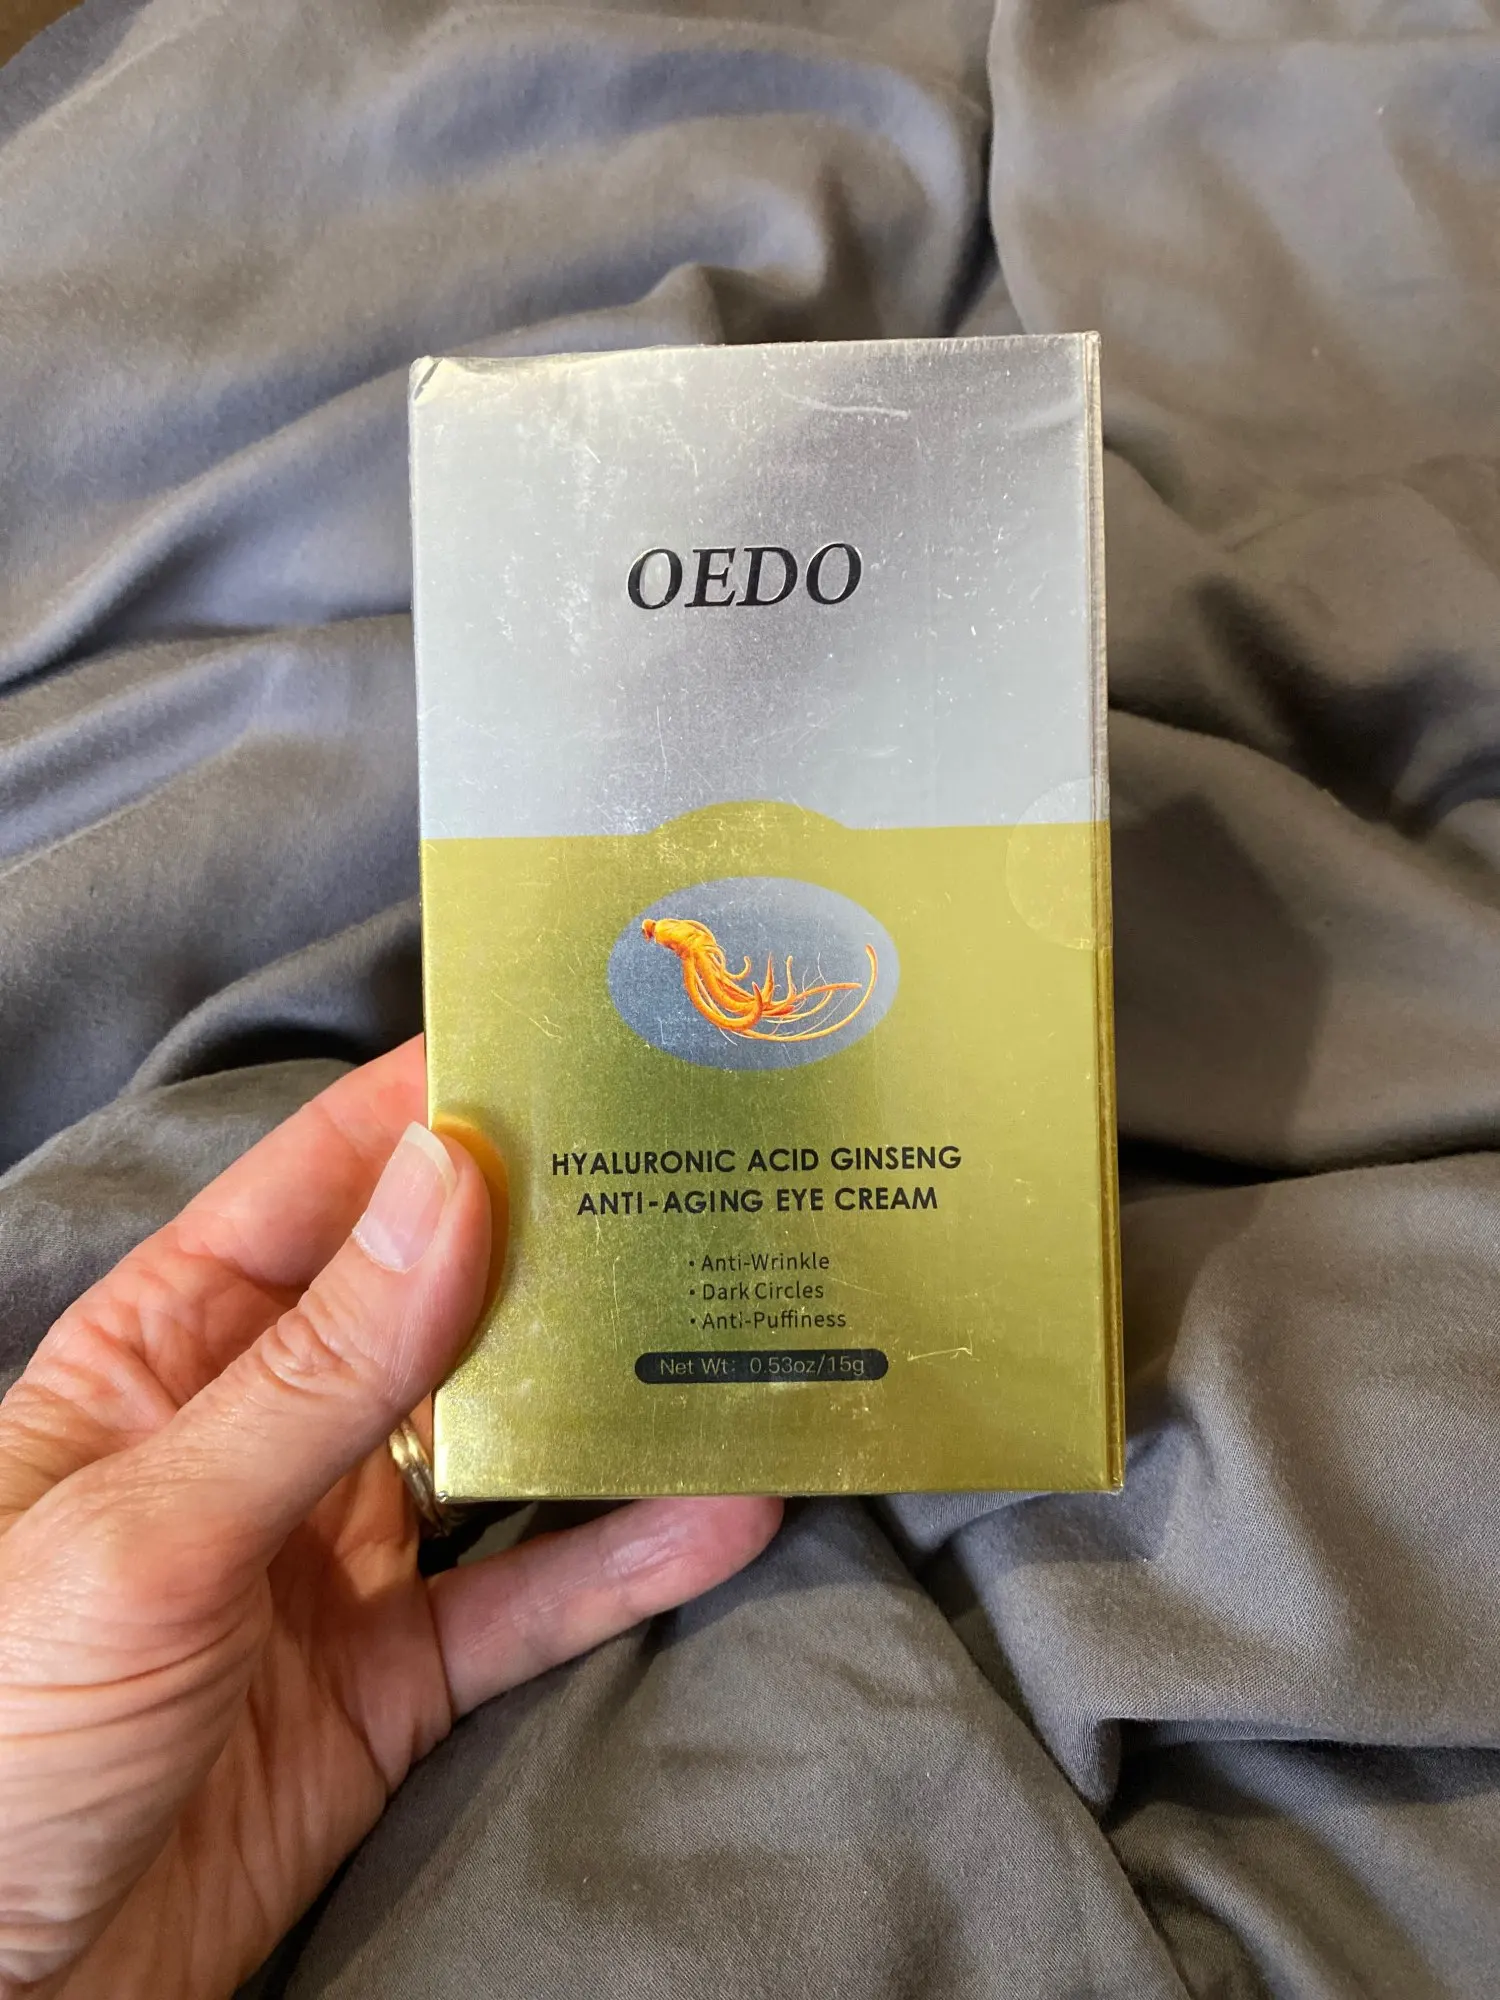 OEDO
HYALURONIC ACID GINSENG
ANTI-AGING EYE CREAM
• Anti-Wrinkle
• Dark Circles
• Anti-Puffiness
Net Wt: 0.53oz/15g